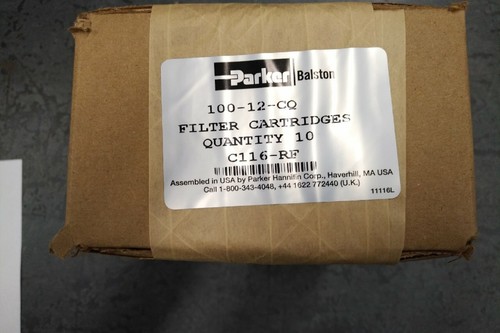 Parker | Balston
100-12-CQ
FILTER CARTRIDGES
QUANTITY 10
C116-RF
Assembled in USA by Parker Hannifin Corp., Haverhill, MA USA
Call 1-800-343-4048, +44 1622 772440 (U.K.)
11116L